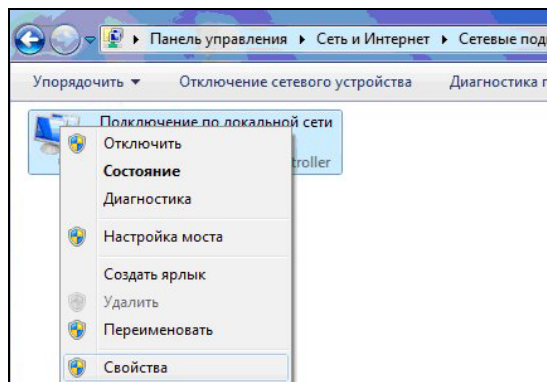 Панель управления ▸ Сеть и Интернет ▸ Сетевые
Упорядочить Отключение сетевого устройства Диагностика
Подключение по локальной сети
Отключить
troller
Состояние
Диагностика
Настройка моста
Создать ярлык
Удалить
Переименовать
Свойства